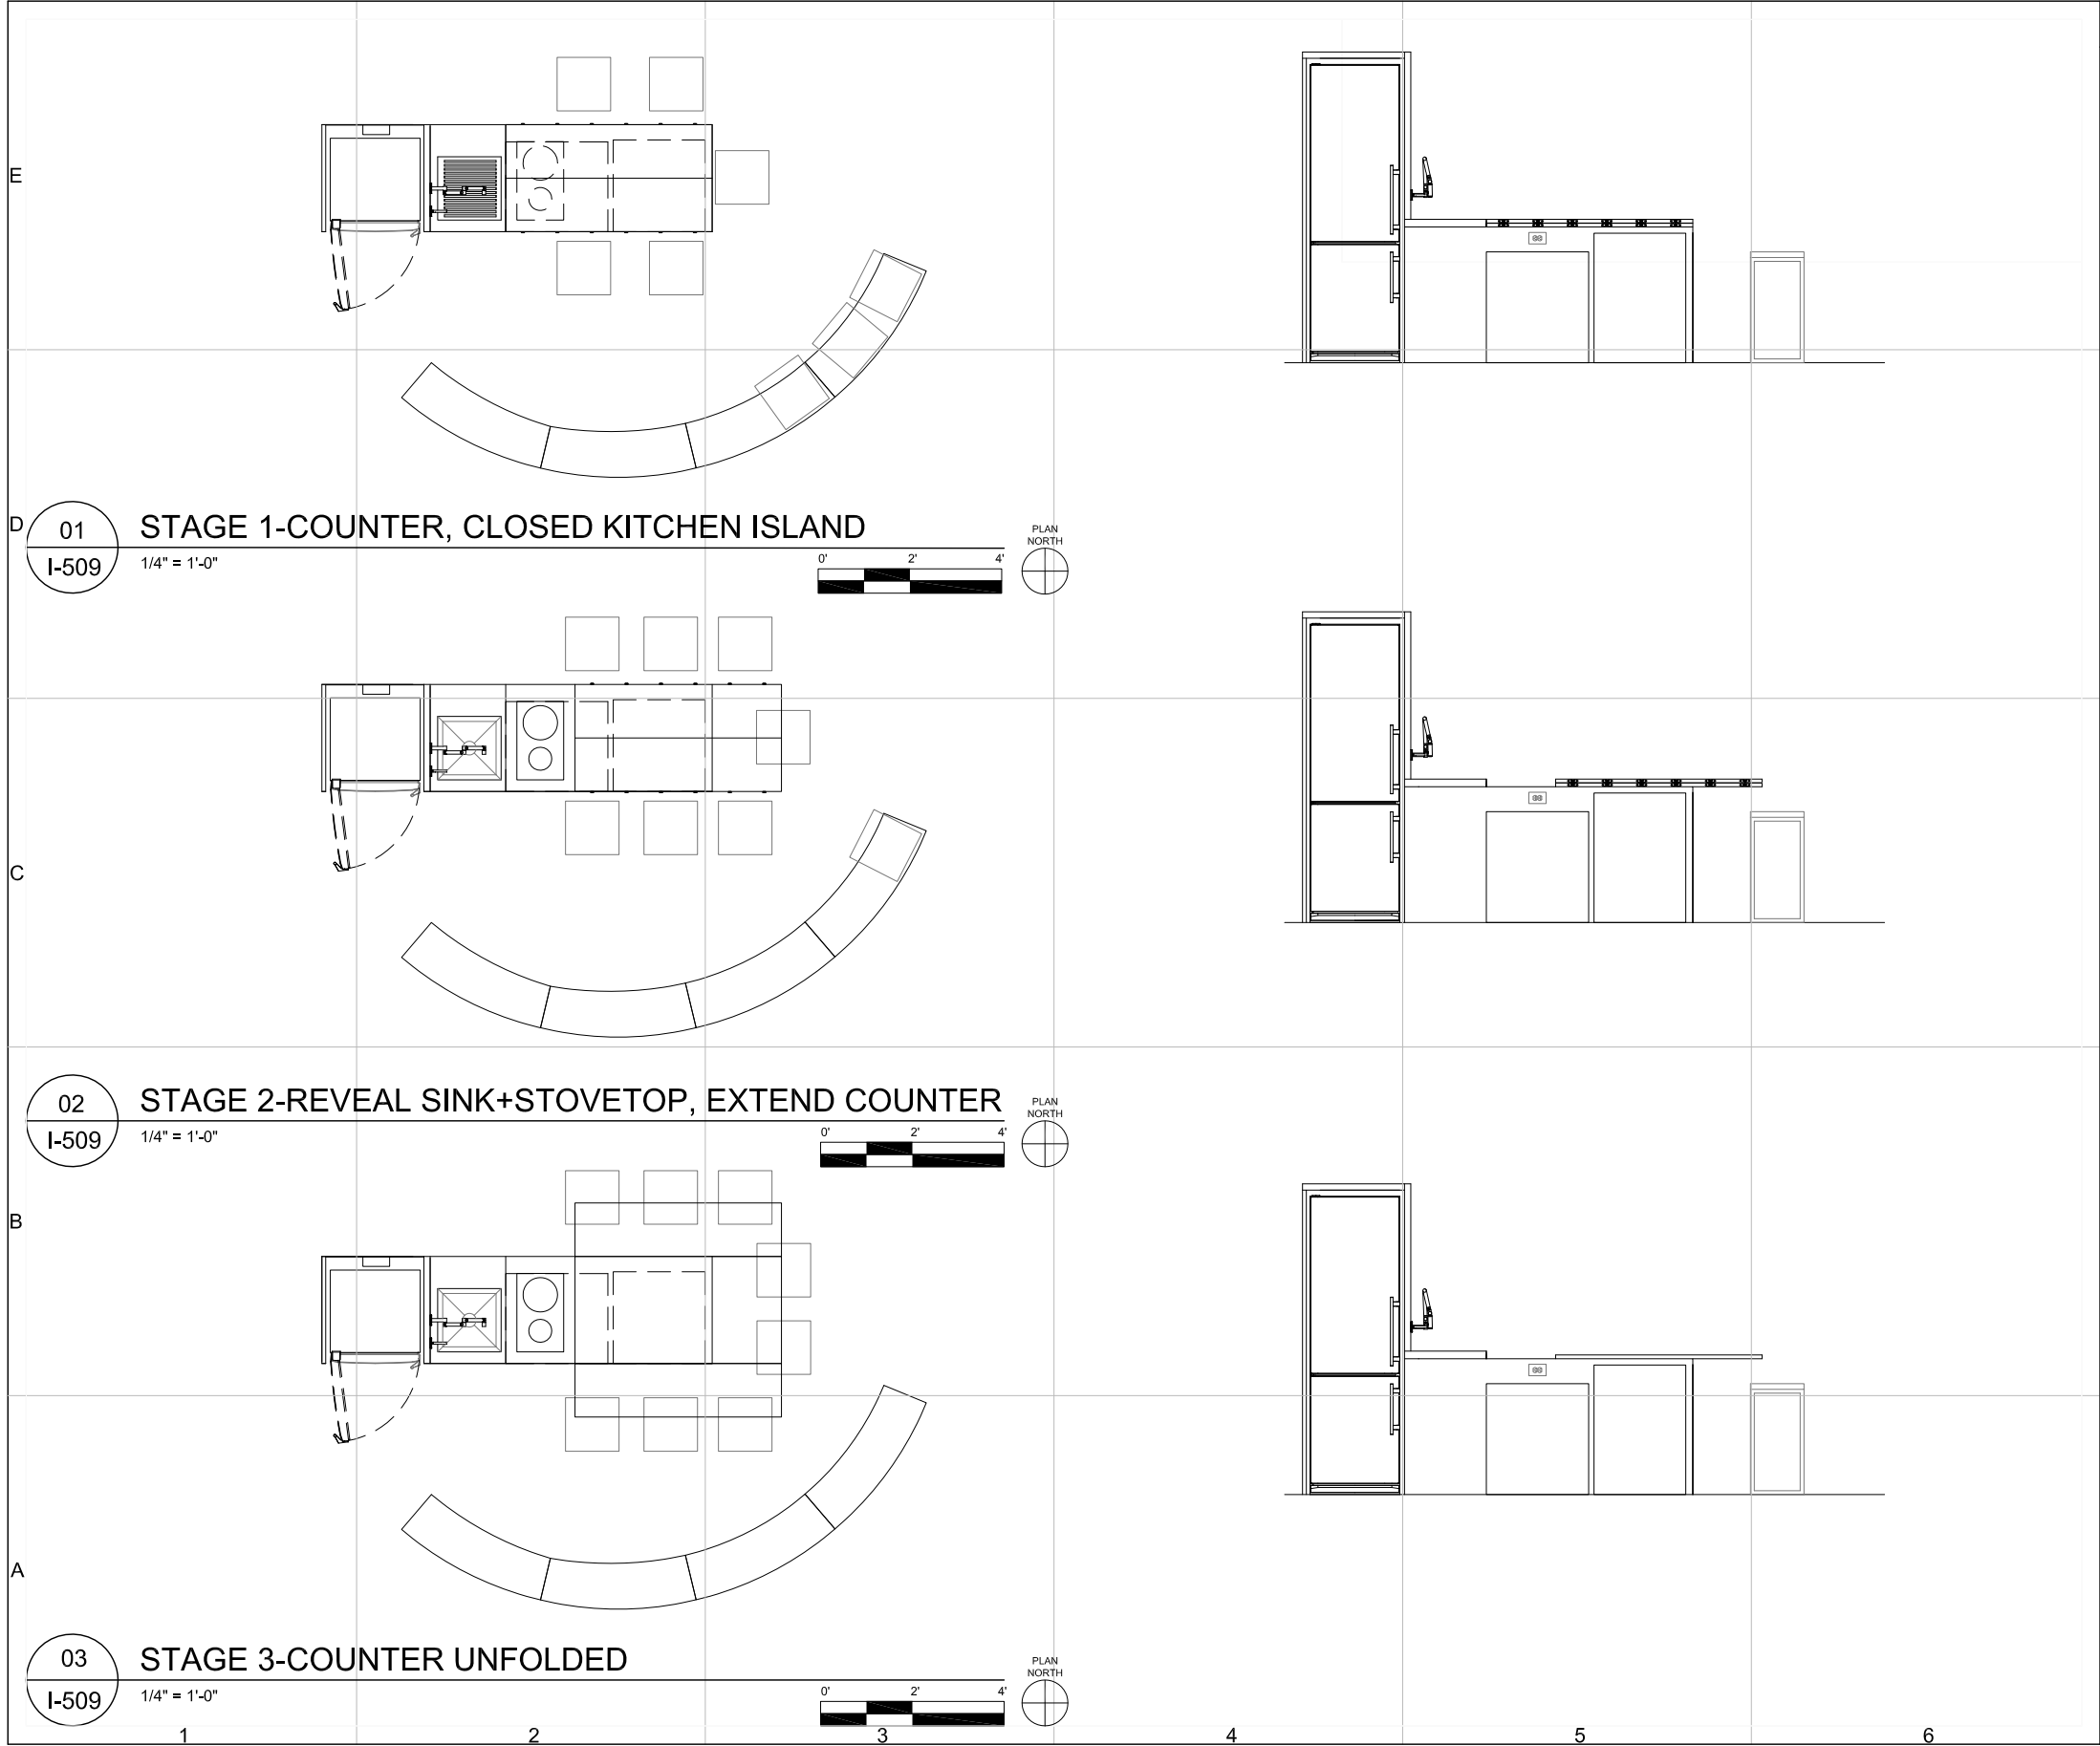 E
D
01
I-509
STAGE 1-COUNTER, CLOSED KITCHEN ISLAND
1/4" = 1'-0"
0' 2' 4'
PLAN
NORTH
C
02
I-509
STAGE 2-REVEAL SINK+STOVETOP, EXTEND COUNTER
1/4" = 1'-0"
0' 2' 4'
PLAN
NORTH
B
A
03
I-509
STAGE 3-COUNTER UNFOLDED
1/4" = 1'-0"
0' 2' 4'
PLAN
NORTH
1 2 3 4 5 6